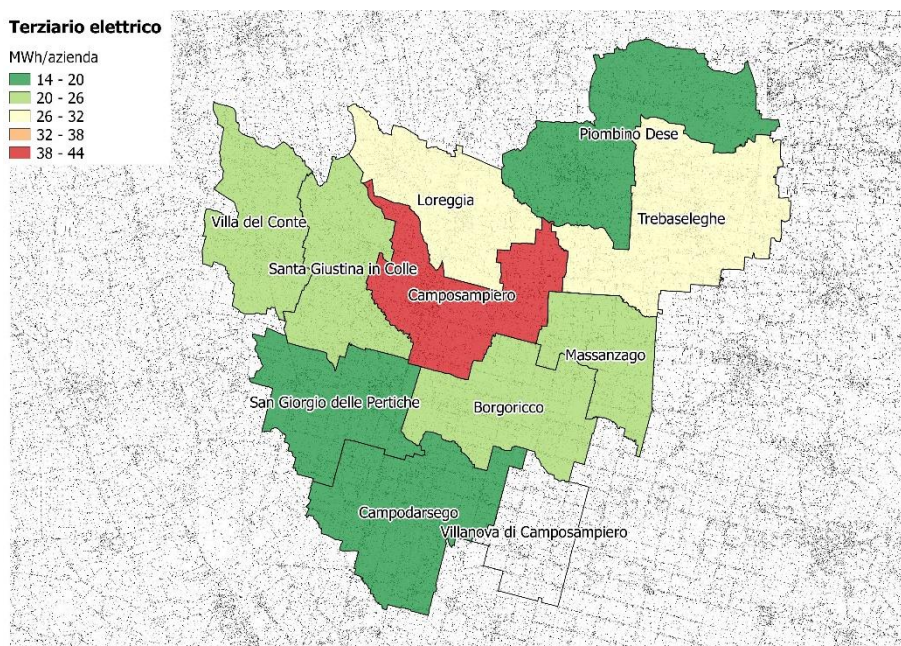 Terziario elettrico
MWh/azienda
14 - 20
20 - 26
26 - 32
32 - 38
38 - 44
Piombino Dese
Loreggia
Trebaseleghe
Villa del Conte
Santa Giustina in Colle
Camposampiero
Massanzago
San Giorgio delle Pertiche
Borgoricco
Campodarsego
Villanova di Camposampiero